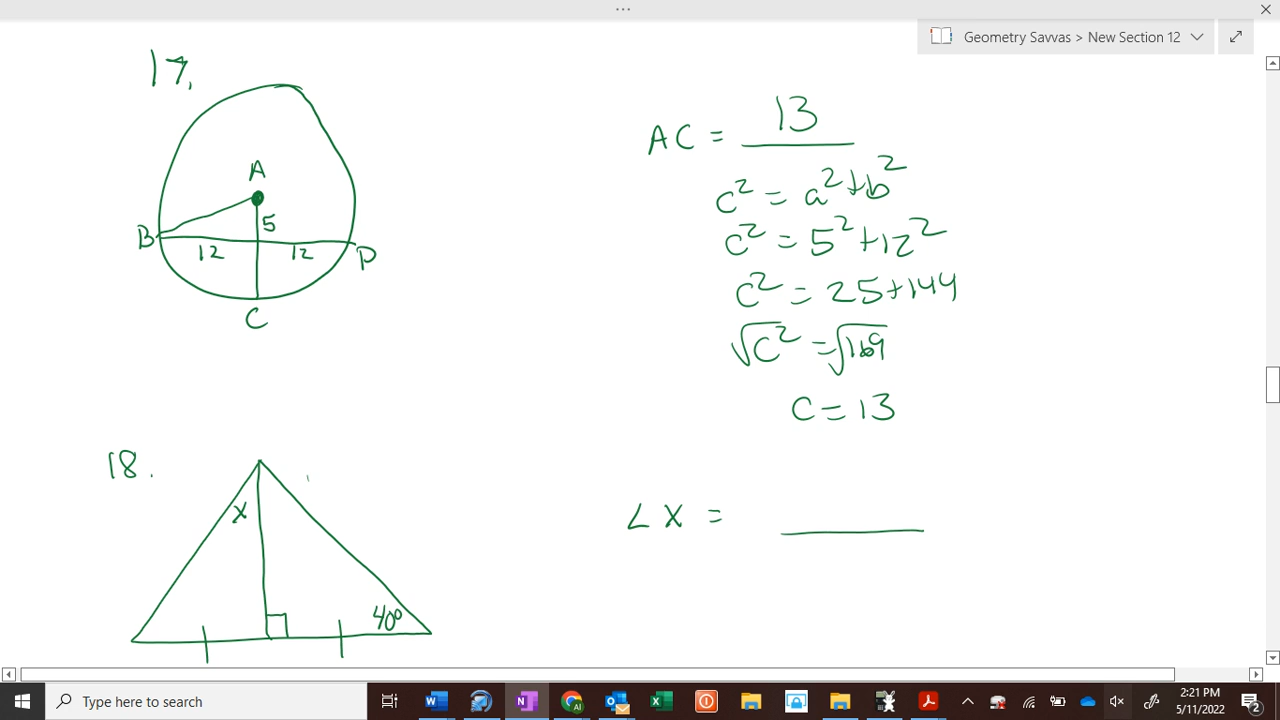 Geometry Savvas > New Section 12
17.
A
5
B
12
12
D
C
AC = 13
c² = a² + b²
c² = 5² + 12²
c² = 25 + 144
√c² = √169
c = 13
18.
x
40°
∠ X =
Type here to search
2:21 PM
5/11/2022
2